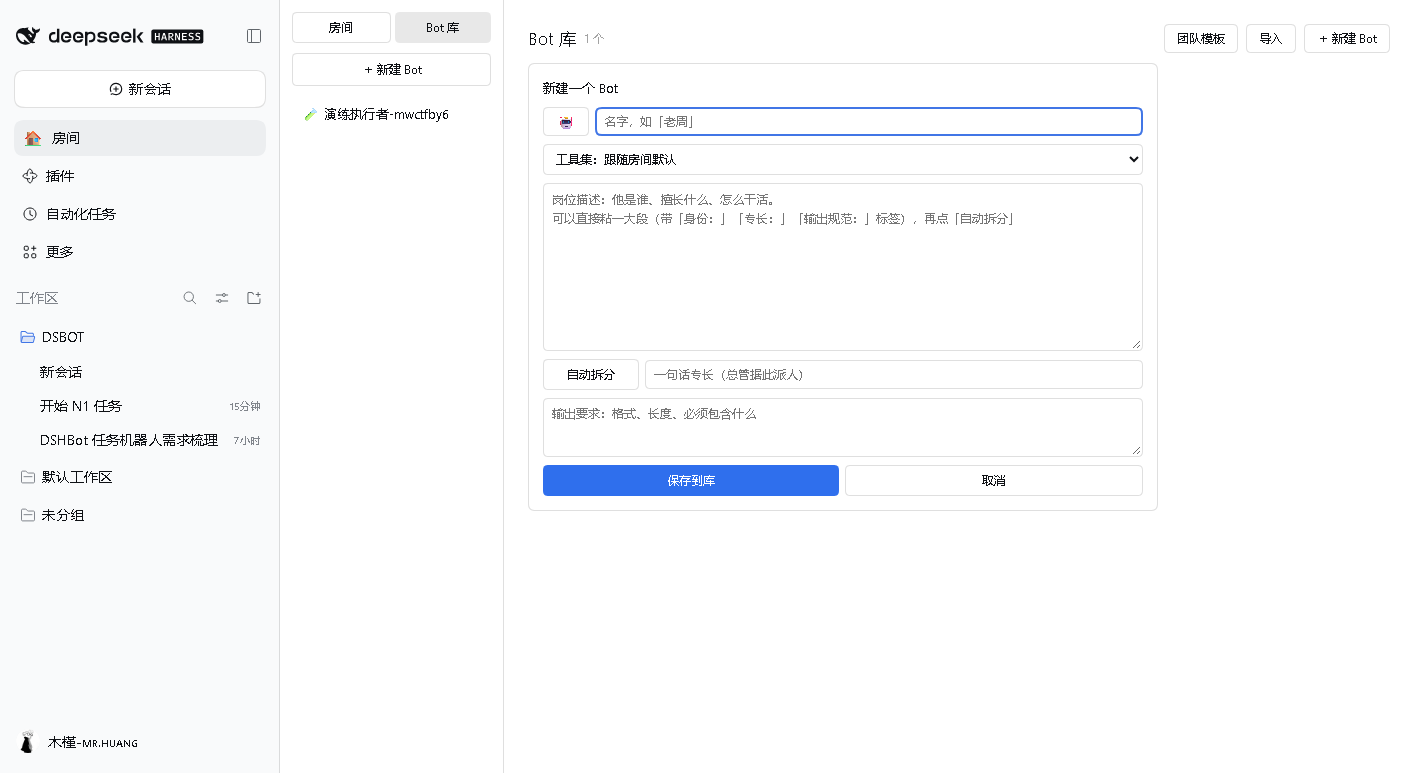 deepseek HARNESS
新会话
房间
插件
自动化任务
更多
工作区
DSBOT
新会话
开始 N1 任务 15分钟
DSHBot 任务机器人需求梳理 7小时
默认工作区
未分组
木槿-MR.HUANG
房间 Bot 库
+ 新建 Bot
演练执行者-mwctfby6
Bot 库 1 个
团队模板 导入 + 新建 Bot
新建一个 Bot
名字，如「老周」
工具集：跟随房间默认
岗位描述：他是谁、擅长什么、怎么干活。
可以直接粘一大段（带「身份：」「专长：」「输出规范：」标签），再点「自动拆分」
自动拆分 一句话专长（总管据此派人）
输出要求：格式、长度、必须包含什么
保存到库 取消